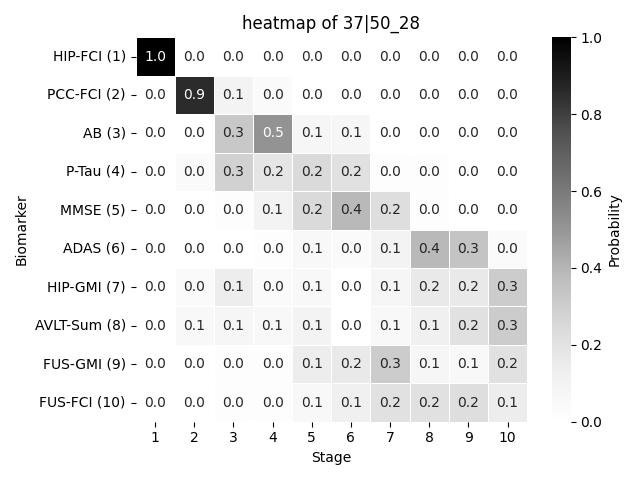 heatmap of 37|50_28
HIP-FCI (1) 1.0 0.0 0.0 0.0 0.0 0.0 0.0 0.0 0.0 0.0
PCC-FCI (2) 0.0 0.9 0.1 0.0 0.0 0.0 0.0 0.0 0.0 0.0
AB (3) 0.0 0.0 0.3 0.5 0.1 0.1 0.0 0.0 0.0 0.0
P-Tau (4) 0.0 0.0 0.3 0.2 0.2 0.2 0.0 0.0 0.0 0.0
MMSE (5) 0.0 0.0 0.0 0.1 0.2 0.4 0.2 0.0 0.0 0.0
ADAS (6) 0.0 0.0 0.0 0.0 0.1 0.0 0.1 0.4 0.3 0.0
HIP-GMI (7) 0.0 0.0 0.1 0.0 0.1 0.0 0.1 0.2 0.2 0.3
AVLT-Sum (8) 0.0 0.1 0.1 0.1 0.1 0.0 0.1 0.1 0.2 0.3
FUS-GMI (9) 0.0 0.0 0.0 0.0 0.1 0.2 0.3 0.1 0.1 0.2
FUS-FCI (10) 0.0 0.0 0.0 0.0 0.1 0.1 0.2 0.2 0.2 0.1
1 2 3 4 5 6 7 8 9 10
Stage
Biomarker
1.0
0.8
0.6
0.4
0.2
0.0
Probability